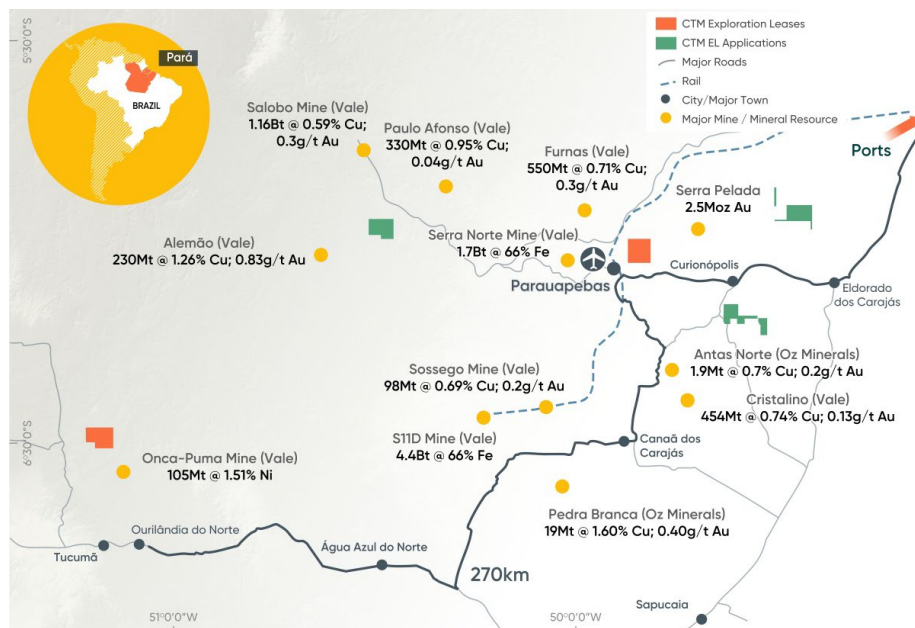 5°30'0"S
Pará
BRAZIL
CTM Exploration Leases
CTM EL Applications
Major Roads
Rail
City/Major Town
Major Mine / Mineral Resource
Salobo Mine (Vale)
1.16Bt @ 0.59% Cu;
0.3g/t Au
Paulo Afonso (Vale)
330Mt @ 0.95% Cu;
0.04g/t Au
Furnas (Vale)
550Mt @ 0.71% Cu;
0.3g/t Au
Ports
Serra Pelada
2.5Moz Au
Alemão (Vale)
230Mt @ 1.26% Cu; 0.83g/t Au
Serra Norte Mine (Vale)
1.7Bt @ 66% Fe
Parauapebas
Curionópolis
Eldorado
dos Carajás
Antas Norte (Oz Minerals)
1.9Mt @ 0.7% Cu; 0.2g/t Au
Sossego Mine (Vale)
98Mt @ 0.69% Cu; 0.2g/t Au
Cristalino (Vale)
454Mt @ 0.74% Cu; 0.13g/t Au
6°30'0"S
S11D Mine (Vale)
4.4Bt @ 66% Fe
Canaã dos
Carajás
Onca-Puma Mine (Vale)
105Mt @ 1.51% Ni
Pedra Branca (Oz Minerals)
19Mt @ 1.60% Cu; 0.40g/t Au
Ourilândia do Norte
Tucumã
Água Azul do Norte
270km
Sapucaia
51°0'0"W
50°0'0"W